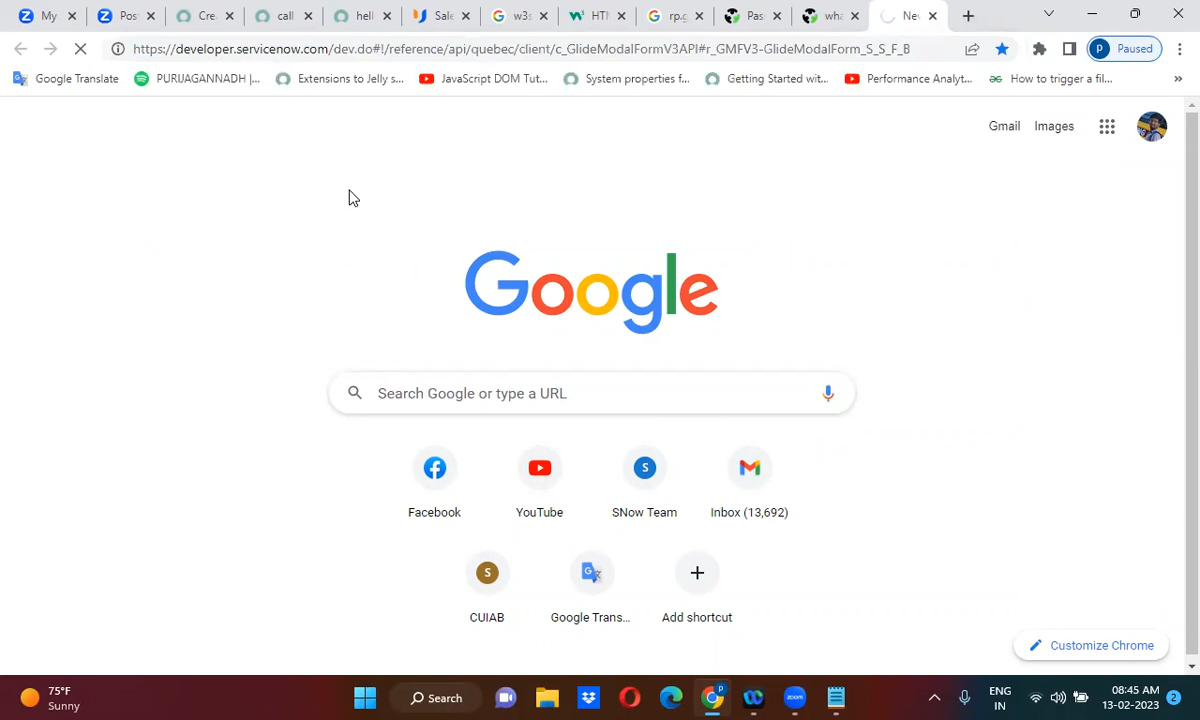 My
Pos
Cre
call
hell
Sale
w3s
HTM
rp.g
Pas
wha
Nev
https://developer.servicenow.com/dev.do#!/reference/api/quebec/client/c_GlideModalFormV3API#r_GMFV3-GlideModalForm_S_S_F_B
P Paused
Google Translate
PURUAGANNADH |...
Extensions to Jelly s...
JavaScript DOM Tut...
System properties f...
Getting Started wit...
Performance Analyt...
How to trigger a fil...
»
Gmail Images
Google
Search Google or type a URL
S
Facebook YouTube SNow Team Inbox (13,692)
S
CUIAB Google Trans... Add shortcut
Customize Chrome
75°F
Sunny
Search
zoom
ENG
IN
08:45 AM
13-02-2023
2